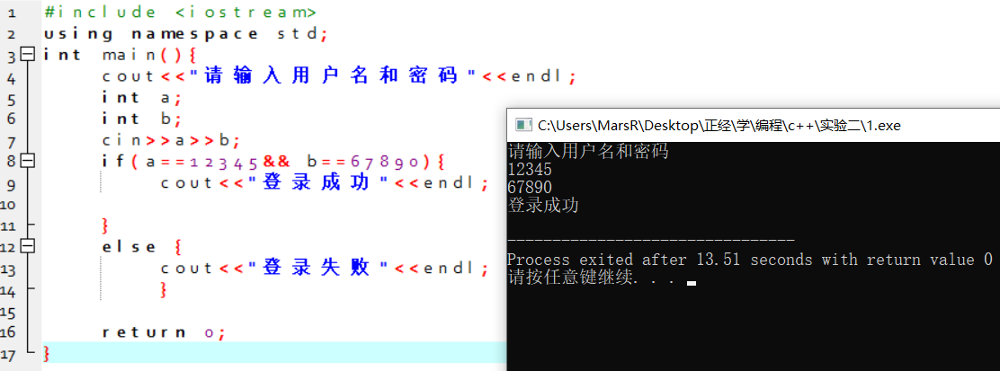 1 #include <iostream>
2 using namespace std;
3 int main(){
4 cout<<"请输入用户名和密码"<<endl;
5 int a;
6 int b;
7 cin>>a>>b;
8 if(a==12345&& b==67890){
9 cout<<"登录成功"<<endl;
10
11 }
12 else {
13 cout<<"登录失败"<<endl;
14 }
15
16 return 0;
17 }
C:\Users\MarsR\Desktop\正经\学\编程\c++\实验二\1.exe
请输入用户名和密码
12345
67890
登录成功
--------------------------------
Process exited after 13.51 seconds with return value 0
请按任意键继续. . .